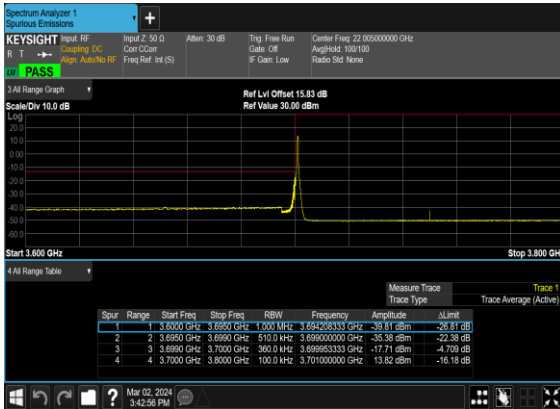 Spectrum Analyzer 1
Spurious Emissions
+
KEYSIGHT Input: RF Input Z: 50 Ω Atten: 30 dB Trig: Free Run Center Freq: 22.005000000 GHz
R T Coupling: DC Corr CCorr Gate: Off Avg|Hold: 100/100
Align: Auto/No RF Freq Ref: Int (S) IF Gain: Low Radio Std: None
LXI PASS
3 All Range Graph
Ref Lvl Offset 15.83 dB
Scale/Div 10.0 dB Ref Value 30.00 dBm
Log
20.0
10.0
0.00
-10.0
-20.0
-30.0
-40.0
-50.0
-60.0
Start 3.600 GHz Stop 3.800 GH
4 All Range Table
Measure Trace Trace 1
Trace Type Trace Average (Active)
Spur Range Start Freq Stop Freq RBW Frequency Amplitude ΔLimit
1 1 3.6000 GHz 3.6950 GHz 1.000 MHz 3.694208333 GHz -39.81 dBm -26.81 dB
2 2 3.6950 GHz 3.6990 GHz 510.0 kHz 3.699000000 GHz -35.38 dBm -22.38 dB
3 3 3.6990 GHz 3.7000 GHz 360.0 kHz 3.699953333 GHz -17.71 dBm -4.709 dB
4 4 3.7000 GHz 3.8000 GHz 100.0 kHz 3.701000000 GHz 13.82 dBm -16.18 dB
? Mar 02, 2024
3:42:56 PM